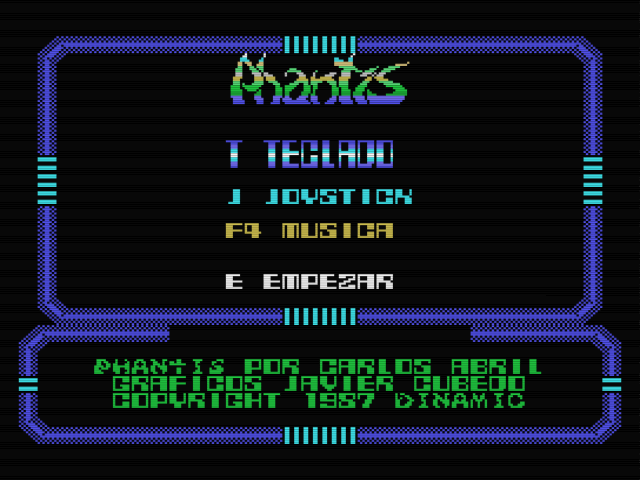 Phantis
T TECLADO
J JOYSTICK
F4 MUSICA
E EMPEZAR
PHANTIS POR CARLOS ABRIL
GRAFICOS JAVIER CUBEDO
COPYRIGHT 1987 DINAMIC